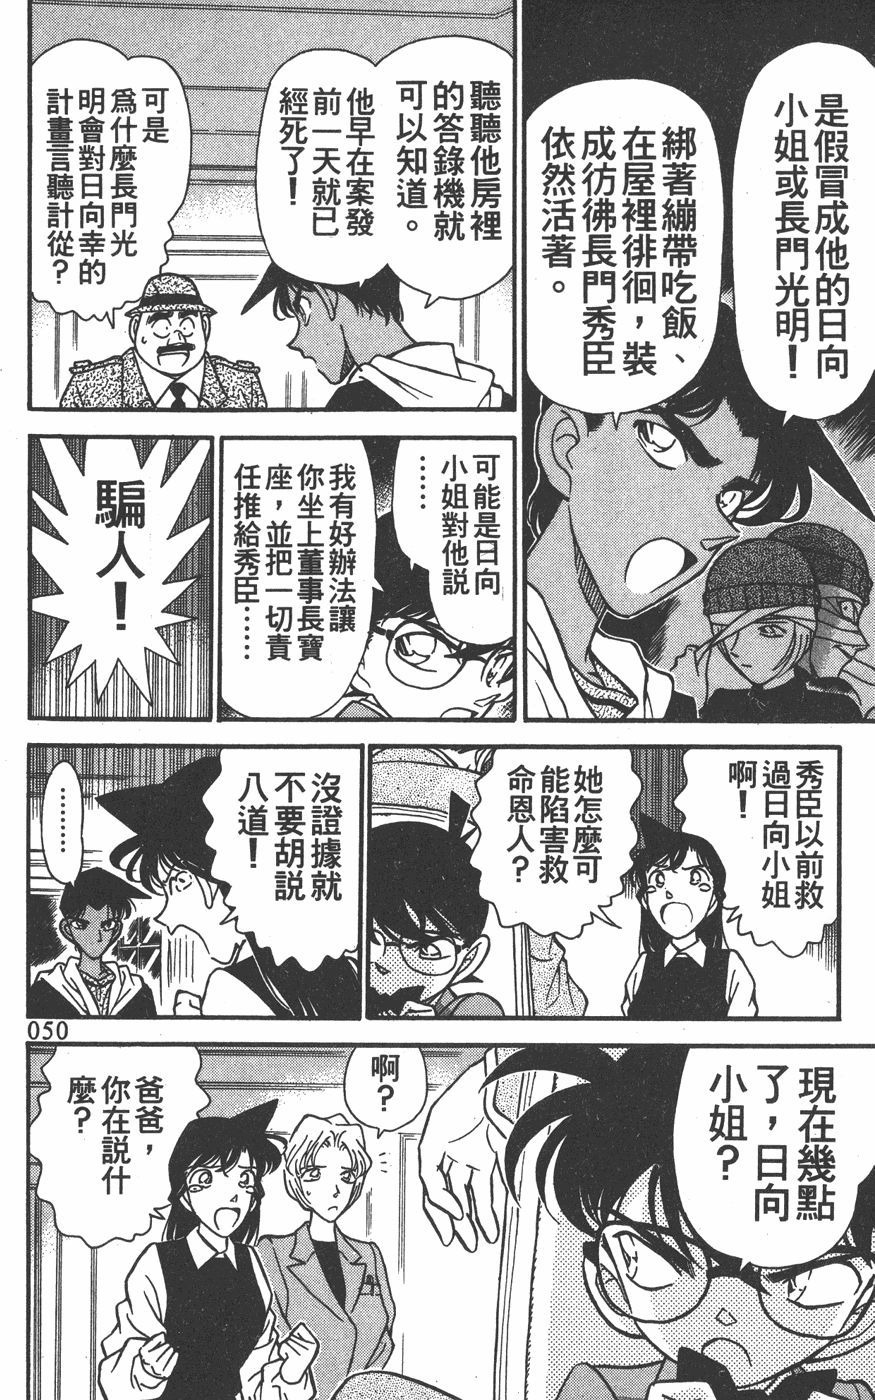 是假冒成他的日向
小姐或長門光明！
綁著繃帶吃飯、
在屋裡徘徊，裝
成彷彿長門秀臣
依然活著。
聽聽他房裡
的答錄機就
可以知道。
他早在案發
前一天就已
經死了！
可是
爲什麼長門光
明會對日向幸的
計畫言聽計從？
可能是日向
小姐對他說
……
我有好辦法讓
你坐上董事長寶
座，並把一切責
任推給秀臣……
騙人！
秀臣以前救
過日向小姐
啊！
她怎麼可
能陷害救
命恩人？
沒證據就
不要胡說
八道！
………
050
現在幾點
了，日向
小姐？
啊？
爸爸，
你在說什
麼？